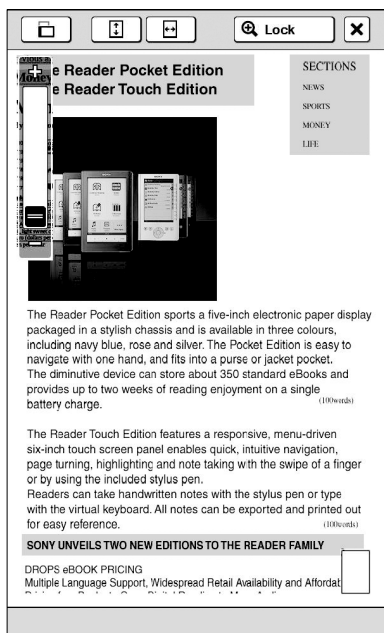 Lock
e Reader Pocket Edition
e Reader Touch Edition
Money
SECTIONS
NEWS
SPORTS
MONEY
LIFE
The Reader Pocket Edition sports a five-inch electronic paper display
packaged in a stylish chassis and is available in three colours,
including navy blue, rose and silver. The Pocket Edition is easy to
navigate with one hand, and fits into a purse or jacket pocket.
The diminutive device can store about 350 standard eBooks and
provides up to two weeks of reading enjoyment on a single
battery charge.
(100words)
The Reader Touch Edition features a responsive, menu-driven
six-inch touch screen panel enables quick, intuitive navigation,
page turning, highlighting and note taking with the swipe of a finger
or by using the included stylus pen.
Readers can take handwritten notes with the stylus pen or type
with the virtual keyboard. All notes can be exported and printed out
for easy reference.
(100words)
SONY UNVEILS TWO NEW EDITIONS TO THE READER FAMILY
DROPS eBOOK PRICING
Multiple Language Support, Widespread Retail Availability and Affordab